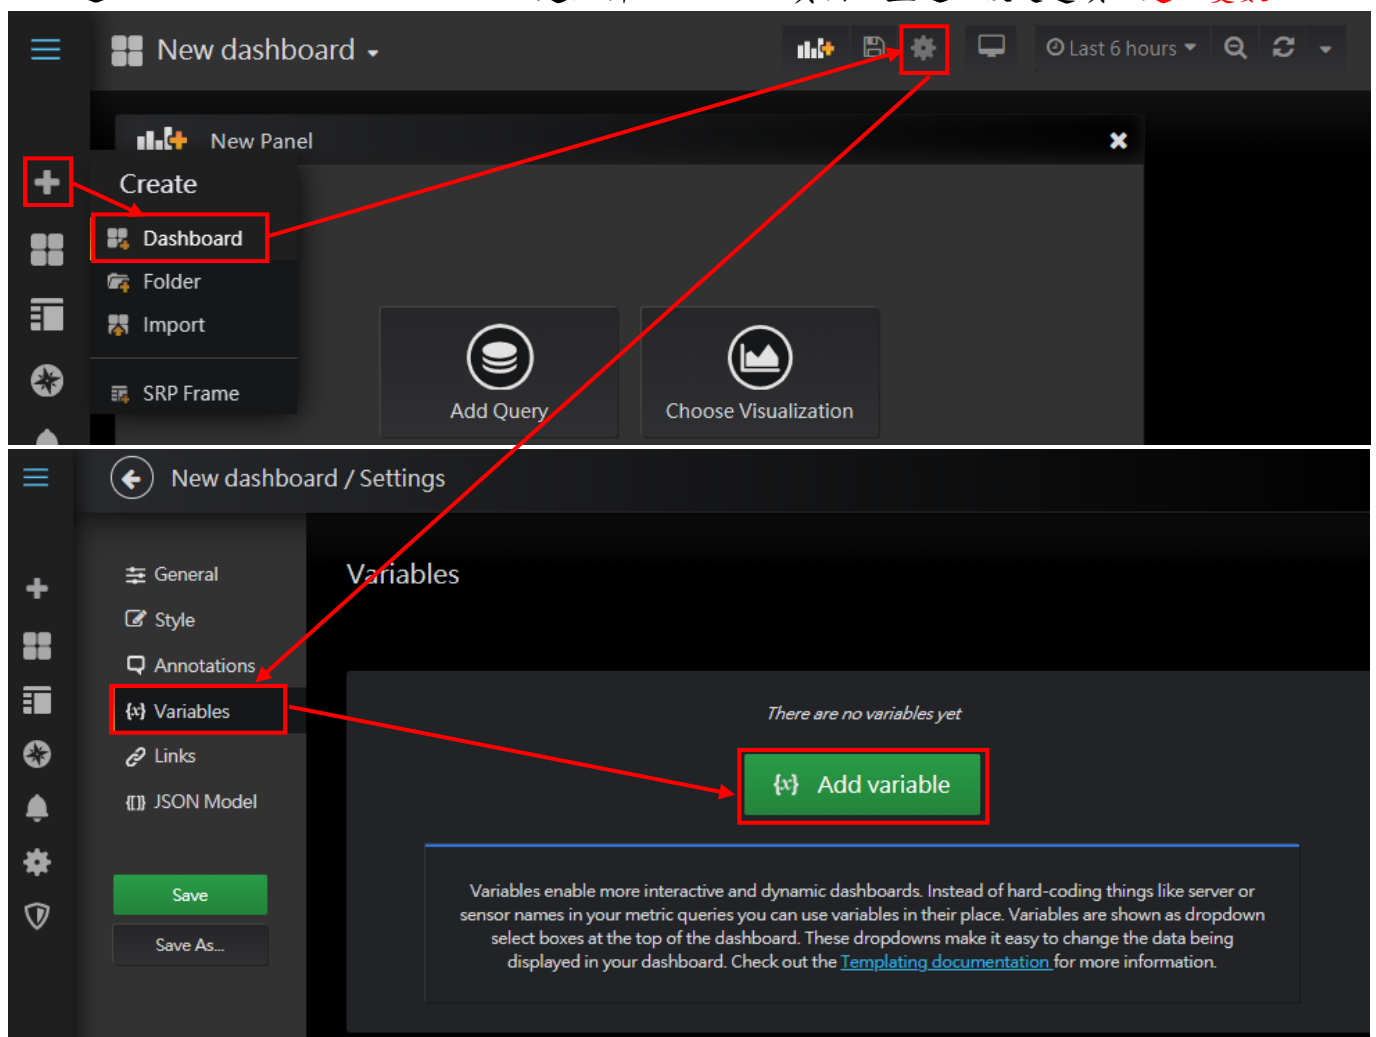 New dashboard
Last 6 hours
New Panel
Create
Dashboard
Folder
Import
SRP Frame
Add Query
Choose Visualization
New dashboard / Settings
General
Style
Annotations
{x} Variables
Links
{[]} JSON Model
Save
Save As...
Variables
There are no variables yet
{x} Add variable
Variables enable more interactive and dynamic dashboards. Instead of hard-coding things like server or
sensor names in your metric queries you can use variables in their place. Variables are shown as dropdown
select boxes at the top of the dashboard. These dropdowns make it easy to change the data being
displayed in your dashboard. Check out the Templating documentation for more information.